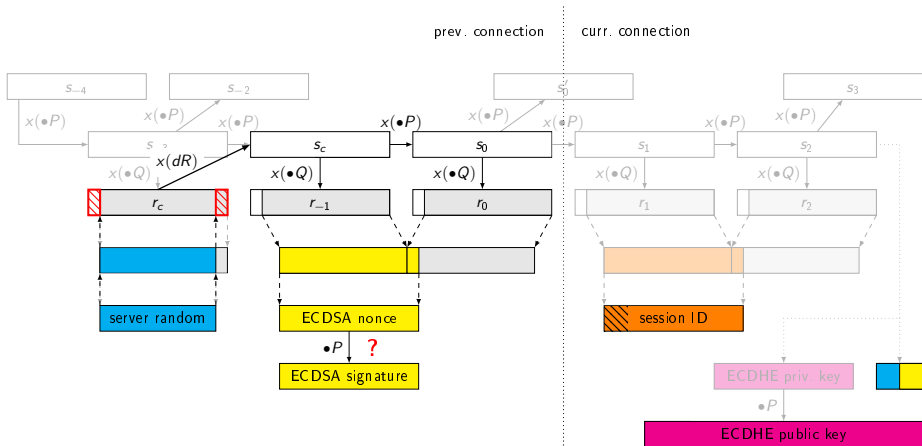 prev. connection
curr. connection
s₋₄
s₋₂
s₀
s₃
x(•P)
x(•P)
x(•P)
x(•P)
x(•P)
x(•P)
x(•P)
x(•P)
s_c
s₀
s₁
s₂
x(dR)
x(•Q)
x(•Q)
x(•Q)
x(•Q)
x(•Q)
r_c
r₋₁
r₀
r₁
r₂
server random
ECDSA nonce
session ID
•P
?
ECDSA signature
ECDHE priv. key
•P
ECDHE public key